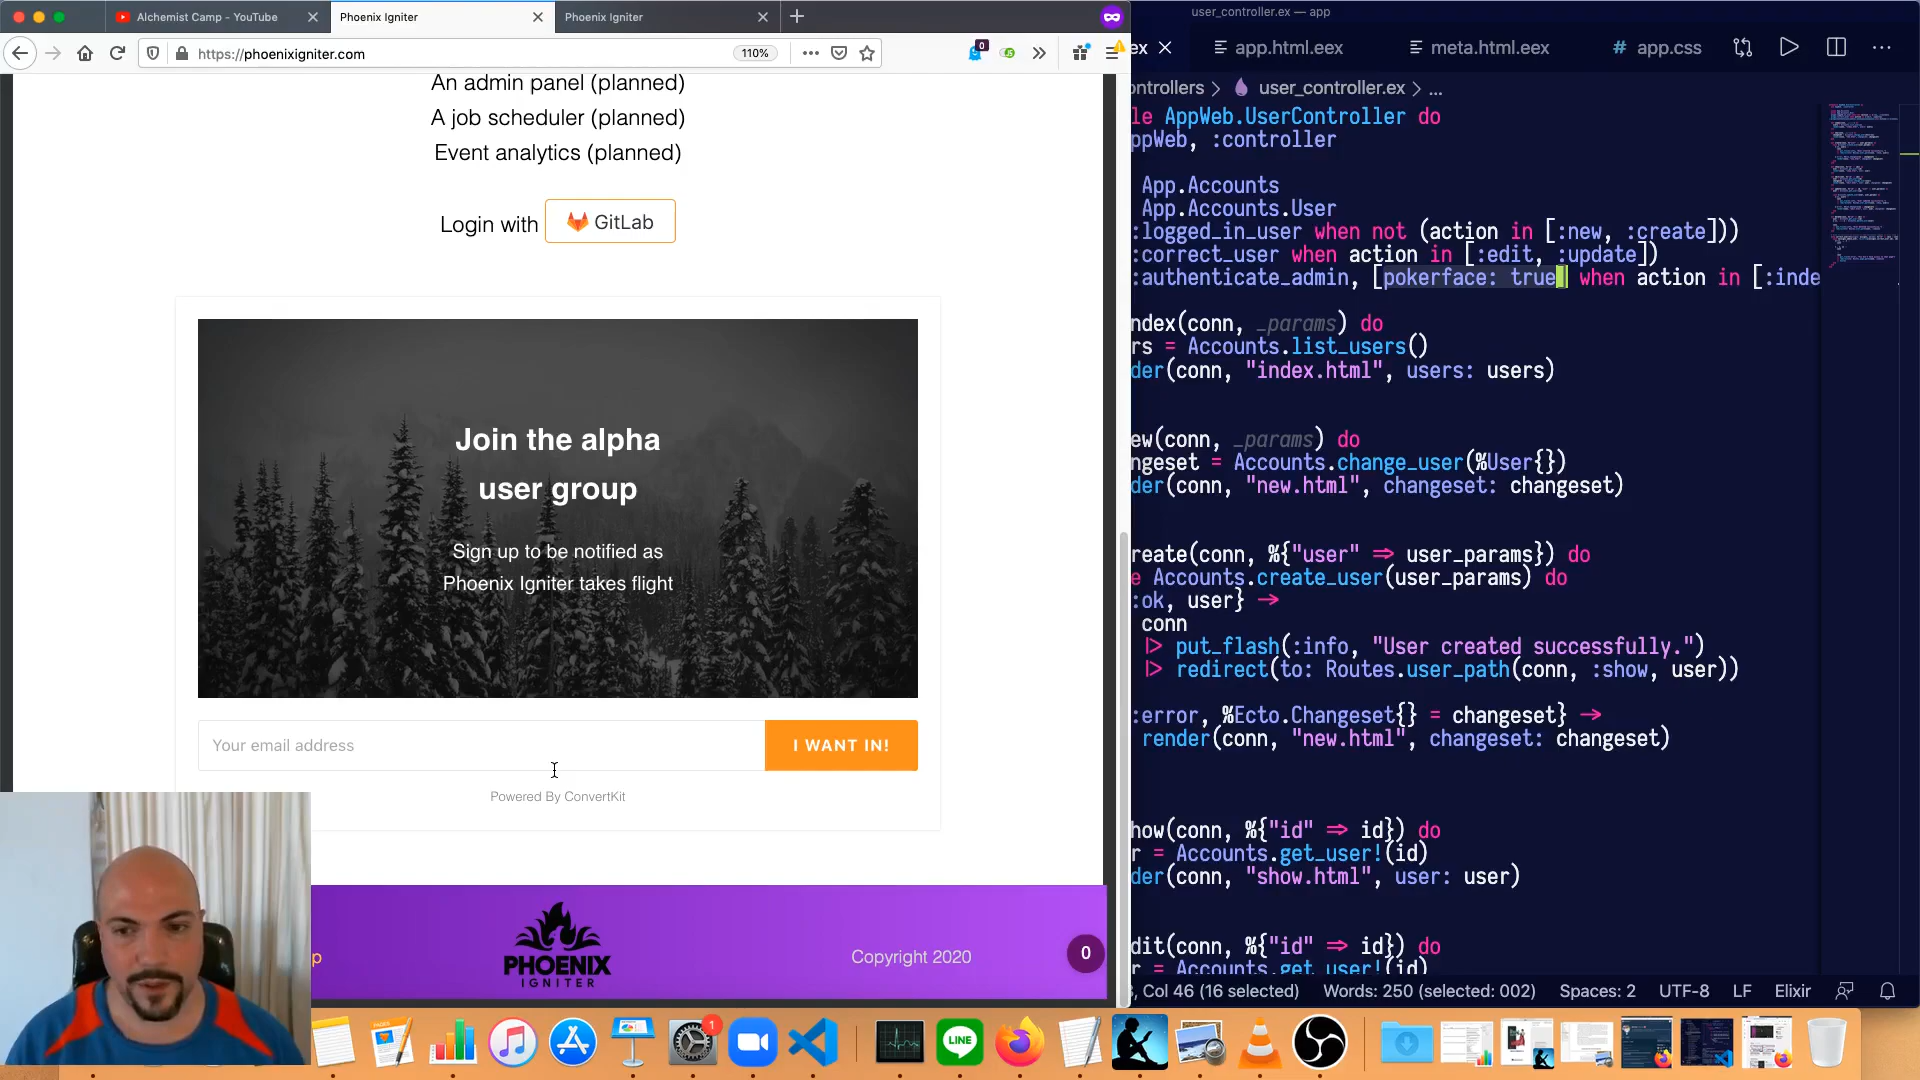 Alchemist Camp - YouTube
Phoenix Igniter
Phoenix Igniter
https://phoenixigniter.com
110%
0
An admin panel (planned)
A job scheduler (planned)
Event analytics (planned)
Login with GitLab
Join the alpha
user group
Sign up to be notified as
Phoenix Igniter takes flight
Your email address
I WANT IN!
Powered By ConvertKit
p
PHOENIX
IGNITER
Copyright 2020
0
user_controller.ex — app
ex
app.html.eex
meta.html.eex
# app.css
ontrollers > user_controller.ex > ...
le AppWeb.UserController do
ppWeb, :controller
App.Accounts
App.Accounts.User
:logged_in_user when not (action in [:new, :create]))
:correct_user when action in [:edit, :update])
:authenticate_admin, [pokerface: true] when action in [:inde
ndex(conn, _params) do
rs = Accounts.list_users()
der(conn, "index.html", users: users)
ew(conn, _params) do
ngeset = Accounts.change_user(%User{})
der(conn, "new.html", changeset: changeset)
reate(conn, %{"user" => user_params}) do
e Accounts.create_user(user_params) do
:ok, user} ->
conn
|> put_flash(:info, "User created successfully.")
|> redirect(to: Routes.user_path(conn, :show, user))
:error, %Ecto.Changeset{} = changeset} ->
render(conn, "new.html", changeset: changeset)
how(conn, %{"id" => id}) do
r = Accounts.get_user!(id)
der(conn, "show.html", user: user)
dit(conn, %{"id" => id}) do
r = Accounts.get_user!(id)
, Col 46 (16 selected)
Words: 250 (selected: 002)
Spaces: 2
UTF-8
LF
Elixir
PAGES
1
LINE